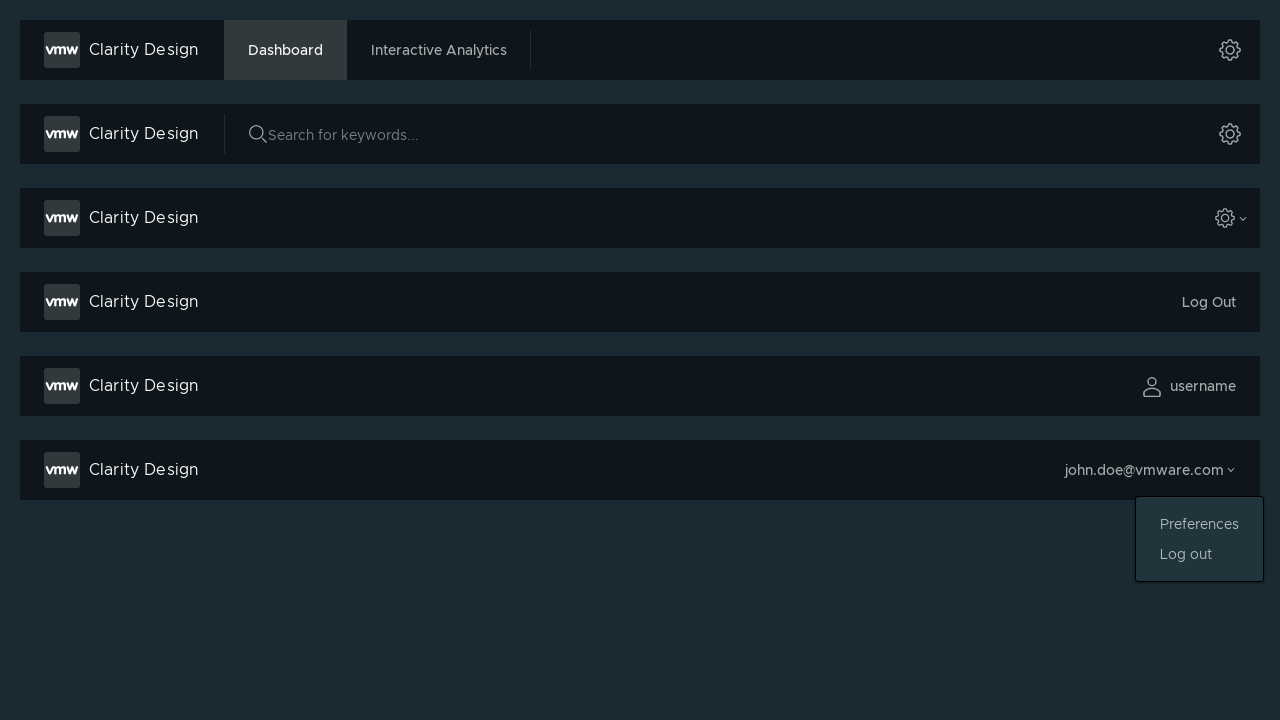 vmw Clarity Design Dashboard Interactive Analytics
vmw Clarity Design Search for keywords...
vmw Clarity Design
vmw Clarity Design Log Out
vmw Clarity Design username
vmw Clarity Design john.doe@vmware.com
Preferences
Log out